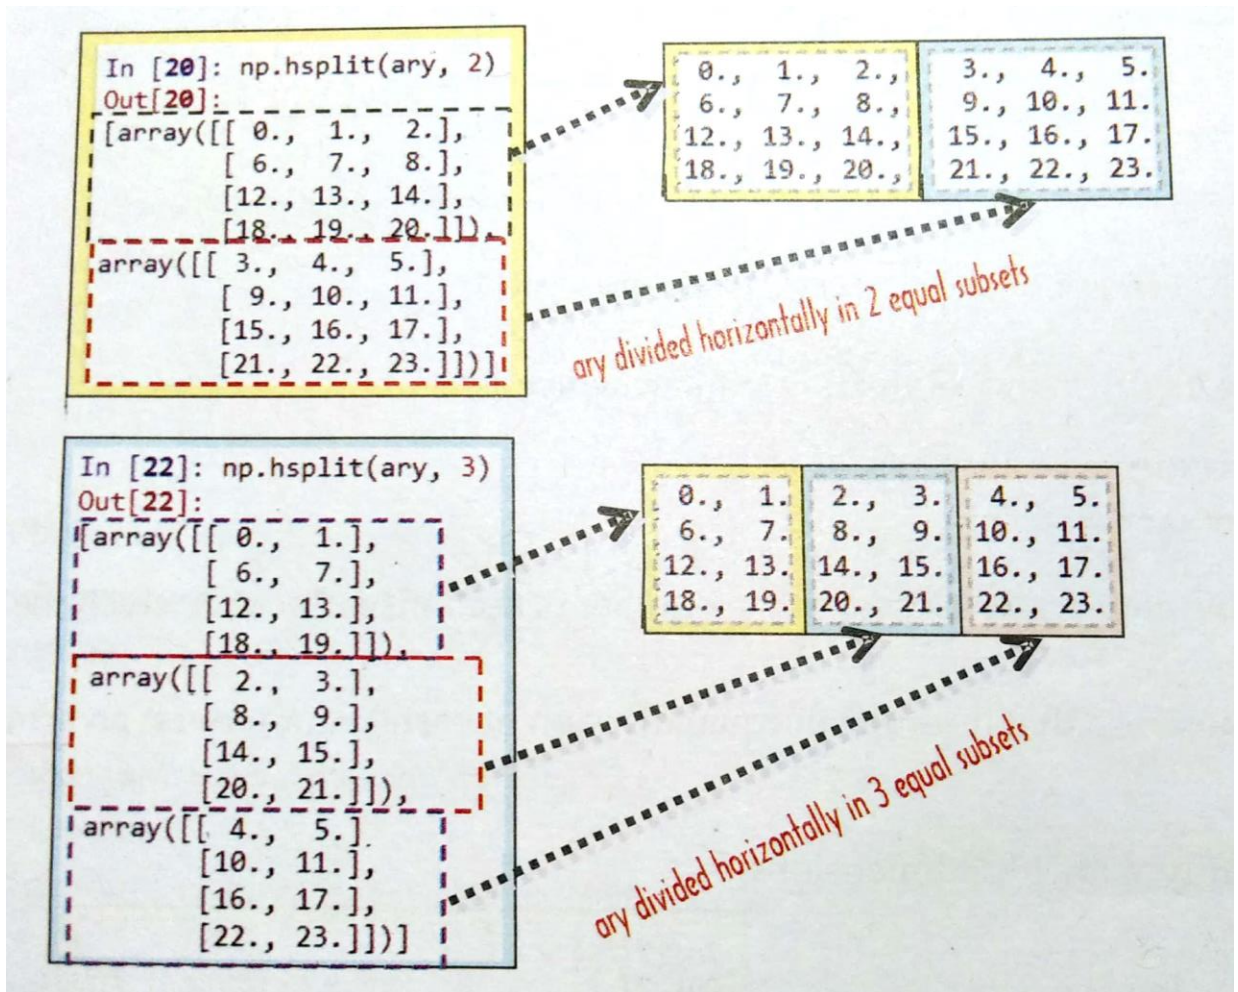 In [20]: np.hsplit(ary, 2)
Out[20]:
[array([[ 0., 1., 2.],
[ 6., 7., 8.],
[12., 13., 14.],
[18., 19., 20.]]),
array([[ 3., 4., 5.],
[ 9., 10., 11.],
[15., 16., 17.],
[21., 22., 23.]])]
0., 1., 2.,
6., 7., 8.,
12., 13., 14.,
18., 19., 20.,
3., 4., 5.
9., 10., 11.
15., 16., 17.
21., 22., 23.
ary divided horizontally in 2 equal subsets
In [22]: np.hsplit(ary, 3)
Out[22]:
[array([[ 0., 1.],
[ 6., 7.],
[12., 13.],
[18., 19.]]),
array([[ 2., 3.],
[ 8., 9.],
[14., 15.],
[20., 21.]]),
array([[ 4., 5.]
[10., 11.],
[16., 17.],
[22., 23.]])]
0., 1.
6., 7.
12., 13.
18., 19.
2., 3.
8., 9.
14., 15.
20., 21.
4., 5.
10., 11.
16., 17.
22., 23.
ary divided horizontally in 3 equal subsets